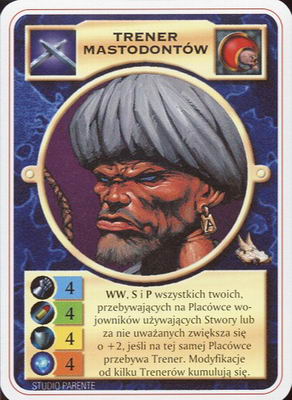 TRENER
MASTODONTÓW
4
4
4
4
WW, S i P wszystkich twoich,
przebywających na Placówce wo-
jowników używających Stwory lub
za nie uważanych zwiększa się
o +2, jeśli na tej samej Placówce
przebywa Trener. Modyfikacje
od kilku Trenerów kumulują się.
STUDIO PARENTE